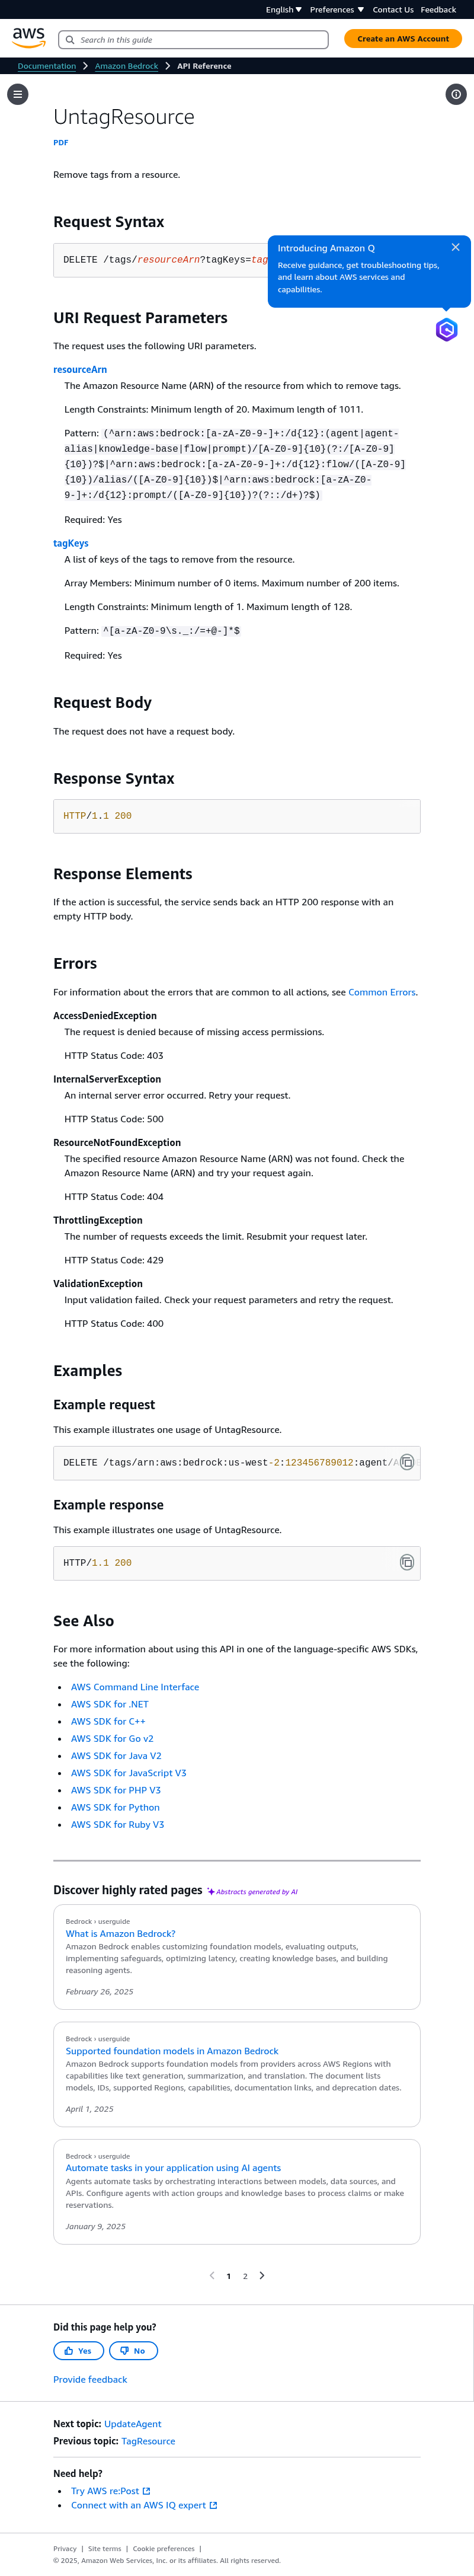 English Preferences Contact Us Feedback
aws
Search in this guide
Create an AWS Account
Documentation Amazon Bedrock API Reference
UntagResource
PDF
Remove tags from a resource.
Request Syntax
DELETE /tags/resourceArn?tagKeys=tag
Introducing Amazon Q
Receive guidance, get troubleshooting tips,
and learn about AWS services and
capabilities.
URI Request Parameters
The request uses the following URI parameters.
resourceArn
The Amazon Resource Name (ARN) of the resource from which to remove tags.
Length Constraints: Minimum length of 20. Maximum length of 1011.
Pattern: (^arn:aws:bedrock:[a-zA-Z0-9-]+:/d{12}:(agent|agent-
alias|knowledge-base|flow|prompt)/[A-Z0-9]{10}(?:/[A-Z0-9]
{10})?$|^arn:aws:bedrock:[a-zA-Z0-9-]+:/d{12}:flow/([A-Z0-9]
{10})/alias/([A-Z0-9]{10})$|^arn:aws:bedrock:[a-zA-Z0-
9-]+:/d{12}:prompt/([A-Z0-9]{10})?(?::/d+)?$)
Required: Yes
tagKeys
A list of keys of the tags to remove from the resource.
Array Members: Minimum number of 0 items. Maximum number of 200 items.
Length Constraints: Minimum length of 1. Maximum length of 128.
Pattern: ^[a-zA-Z0-9\s._:/=+@-]*$
Required: Yes
Request Body
The request does not have a request body.
Response Syntax
HTTP/1.1 200
Response Elements
If the action is successful, the service sends back an HTTP 200 response with an
empty HTTP body.
Errors
For information about the errors that are common to all actions, see Common Errors.
AccessDeniedException
The request is denied because of missing access permissions.
HTTP Status Code: 403
InternalServerException
An internal server error occurred. Retry your request.
HTTP Status Code: 500
ResourceNotFoundException
The specified resource Amazon Resource Name (ARN) was not found. Check the
Amazon Resource Name (ARN) and try your request again.
HTTP Status Code: 404
ThrottlingException
The number of requests exceeds the limit. Resubmit your request later.
HTTP Status Code: 429
ValidationException
Input validation failed. Check your request parameters and retry the request.
HTTP Status Code: 400
Examples
Example request
This example illustrates one usage of UntagResource.
DELETE /tags/arn:aws:bedrock:us-west-2:123456789012:agent/A
Example response
This example illustrates one usage of UntagResource.
HTTP/1.1 200
See Also
For more information about using this API in one of the language-specific AWS SDKs,
see the following:
AWS Command Line Interface
AWS SDK for .NET
AWS SDK for C++
AWS SDK for Go v2
AWS SDK for Java V2
AWS SDK for JavaScript V3
AWS SDK for PHP V3
AWS SDK for Python
AWS SDK for Ruby V3
Discover highly rated pages Abstracts generated by AI
Bedrock › userguide
What is Amazon Bedrock?
Amazon Bedrock enables customizing foundation models, evaluating outputs,
implementing safeguards, optimizing latency, creating knowledge bases, and building
reasoning agents.
February 26, 2025
Bedrock › userguide
Supported foundation models in Amazon Bedrock
Amazon Bedrock supports foundation models from providers across AWS Regions with
capabilities like text generation, summarization, and translation. The document lists
models, IDs, supported Regions, capabilities, documentation links, and deprecation dates.
April 1, 2025
Bedrock › userguide
Automate tasks in your application using AI agents
Agents automate tasks by orchestrating interactions between models, data sources, and
APIs. Configure agents with action groups and knowledge bases to process claims or make
reservations.
January 9, 2025
1 2
Did this page help you?
Yes No
Provide feedback
Next topic: UpdateAgent
Previous topic: TagResource
Need help?
Try AWS re:Post
Connect with an AWS IQ expert
Privacy | Site terms | Cookie preferences |
© 2025, Amazon Web Services, Inc. or its affiliates. All rights reserved.